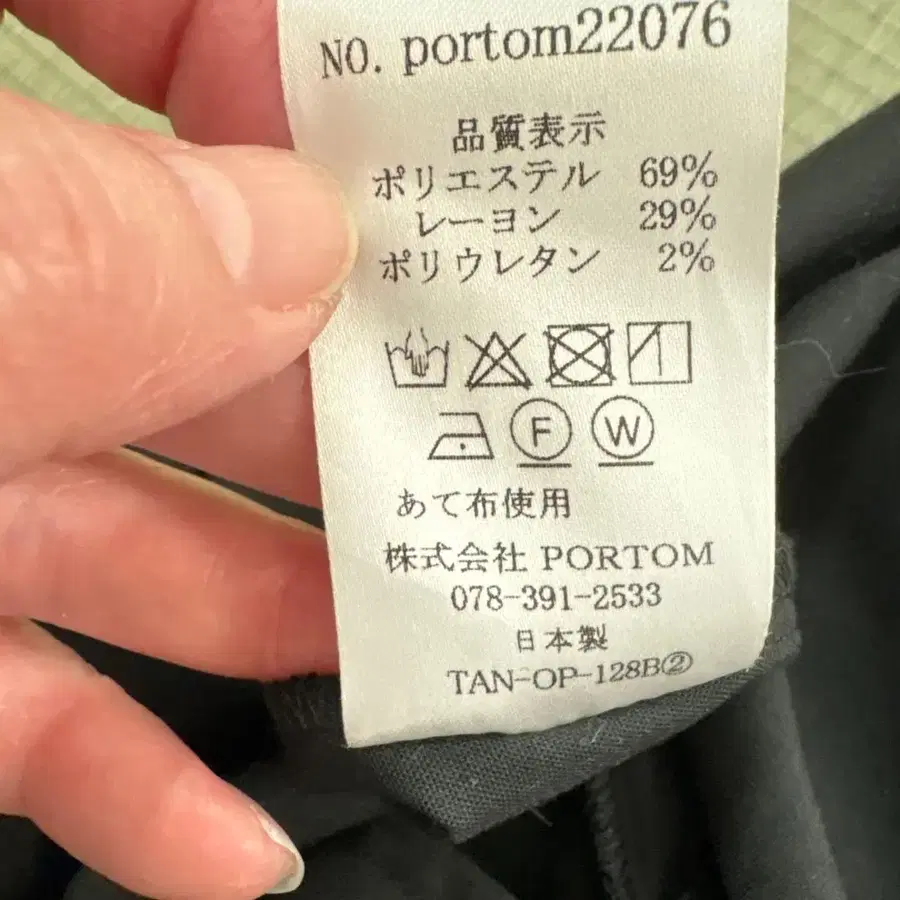 NO. portom22076
品質表示
ポリエステル 69%
レーヨン 29%
ポリウレタン 2%
F W
あて布使用
株式会社 PORTOM
078-391-2533
日本製
TAN-OP-128B②